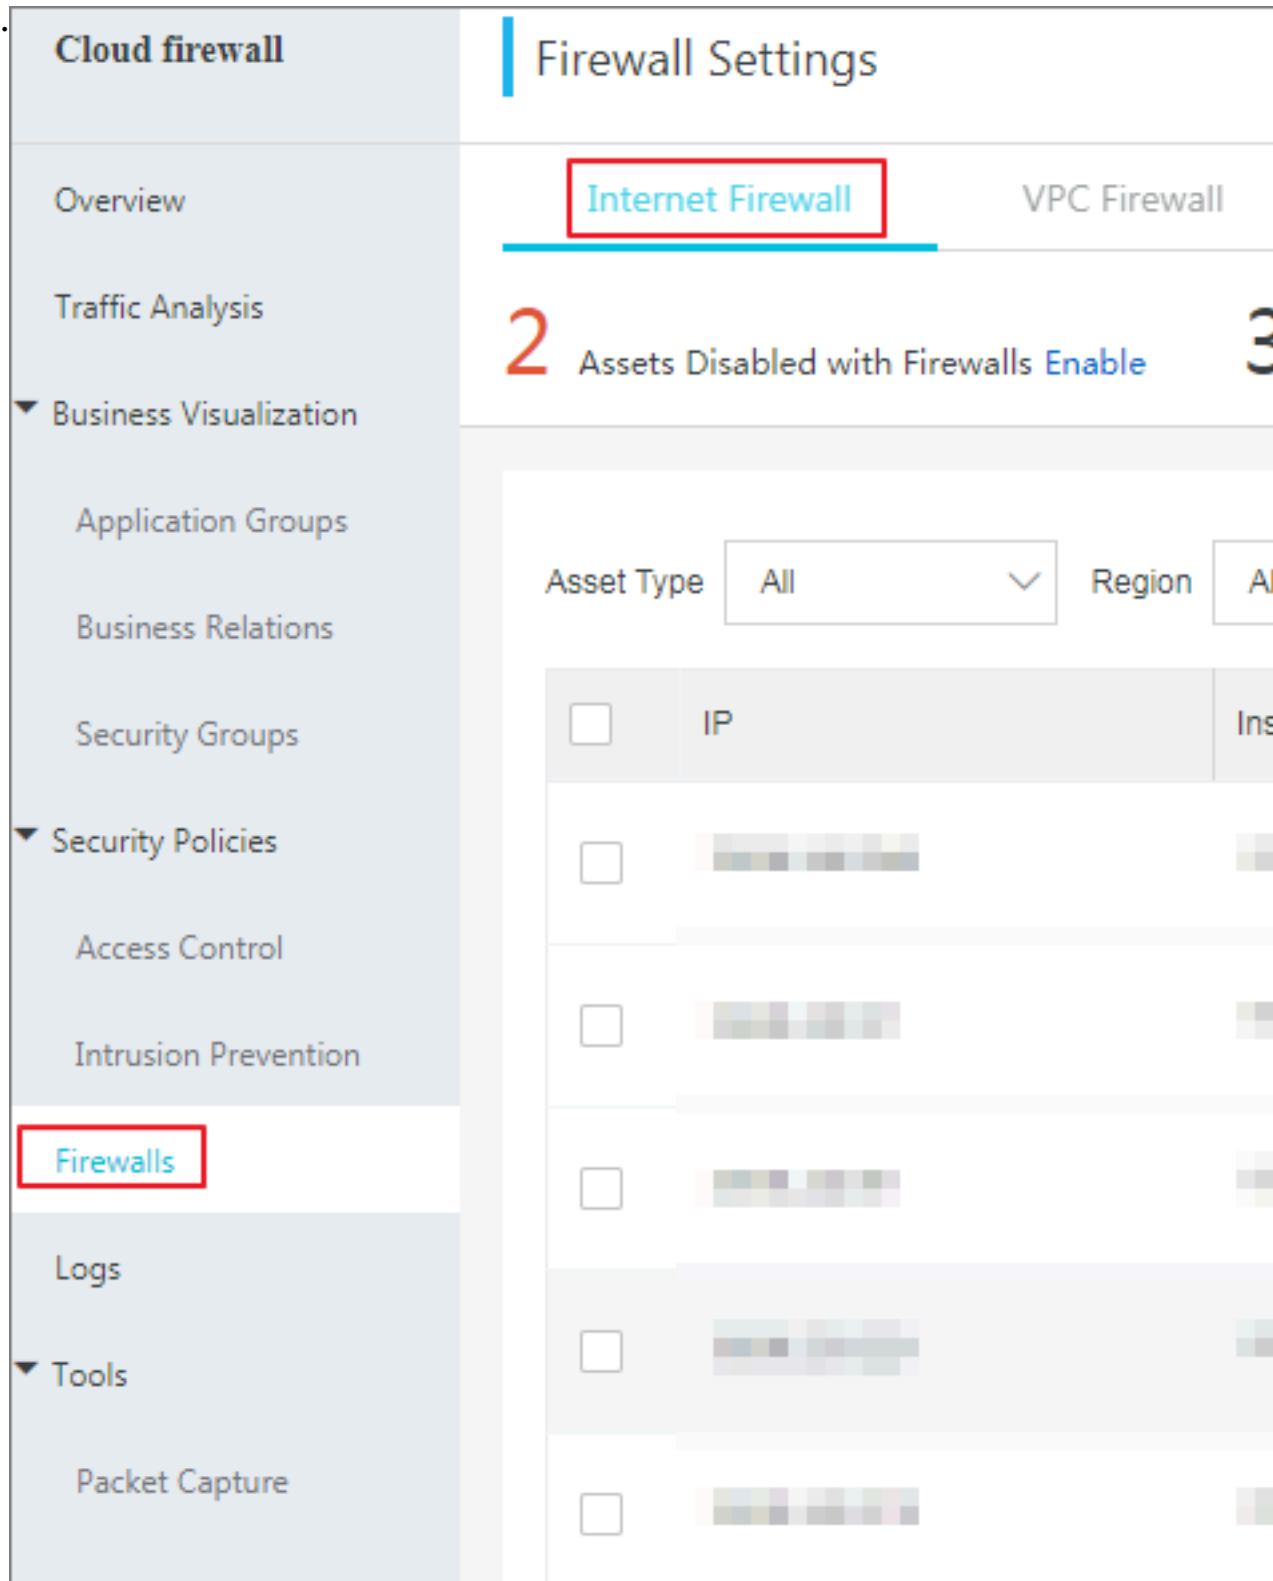 Cloud firewall
Overview
Traffic Analysis
Business Visualization
Application Groups
Business Relations
Security Groups
Security Policies
Access Control
Intrusion Prevention
Firewalls
Logs
Tools
Packet Capture
Firewall Settings
Internet Firewall VPC Firewall
2 Assets Disabled with Firewalls Enable 3
Asset Type All Region
IP